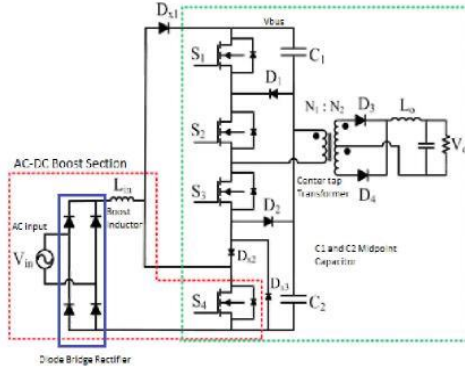 Dx1
Vbus
S1
C1
D1
N1 : N2
D3
Lo
S2
AC-DC Boost Section
Center tap
Transformer
D4
S3
D2
Lin
Boost
Inductor
AC input
Vin
C1 and C2 Midpoint
Capacitor
Dx2
Dx3
S4
C2
Diode Bridge Rectifier